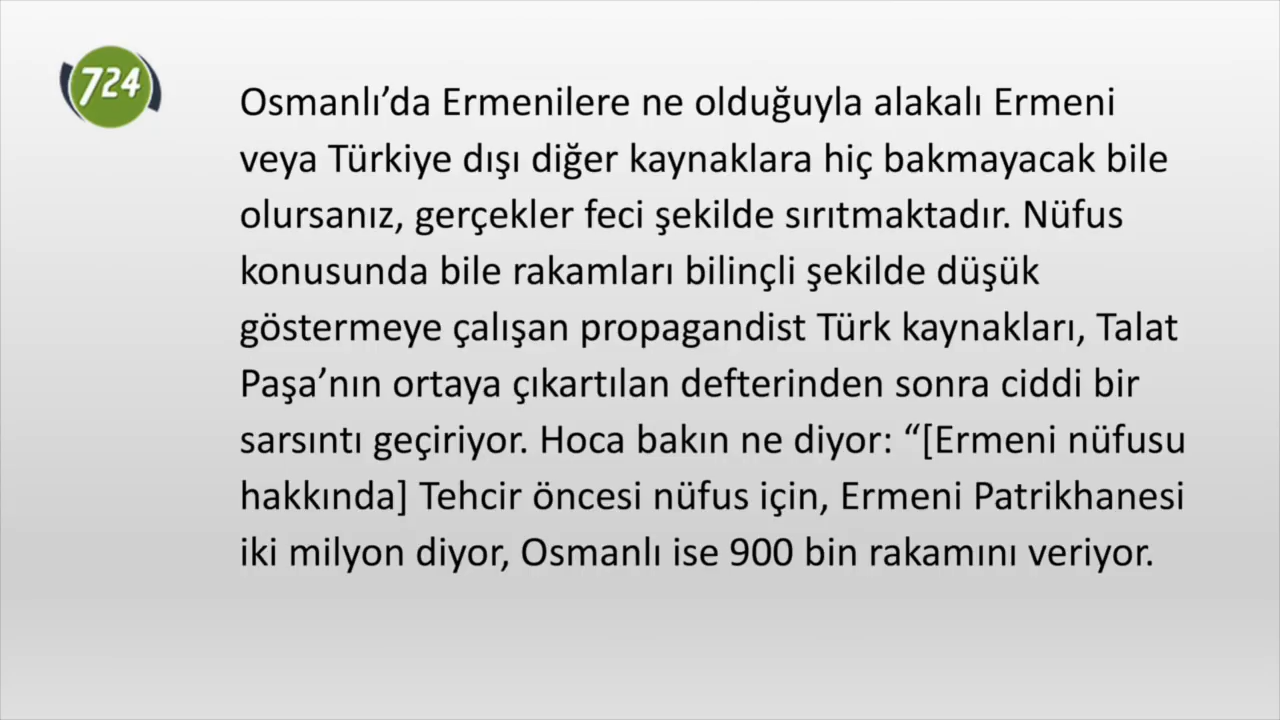 724
Osmanlı’da Ermenilere ne olduğuyla alakalı Ermeni
veya Türkiye dışı diğer kaynaklara hiç bakmayacak bile
olursanız, gerçekler feci şekilde sırıtmaktadır. Nüfus
konusunda bile rakamları bilinçli şekilde düşük
göstermeye çalışan propagandist Türk kaynakları, Talat
Paşa’nın ortaya çıkartılan defterinden sonra ciddi bir
sarsıntı geçiriyor. Hoca bakın ne diyor: “[Ermeni nüfusu
hakkında] Tehcir öncesi nüfus için, Ermeni Patrikhanesi
iki milyon diyor, Osmanlı ise 900 bin rakamını veriyor.